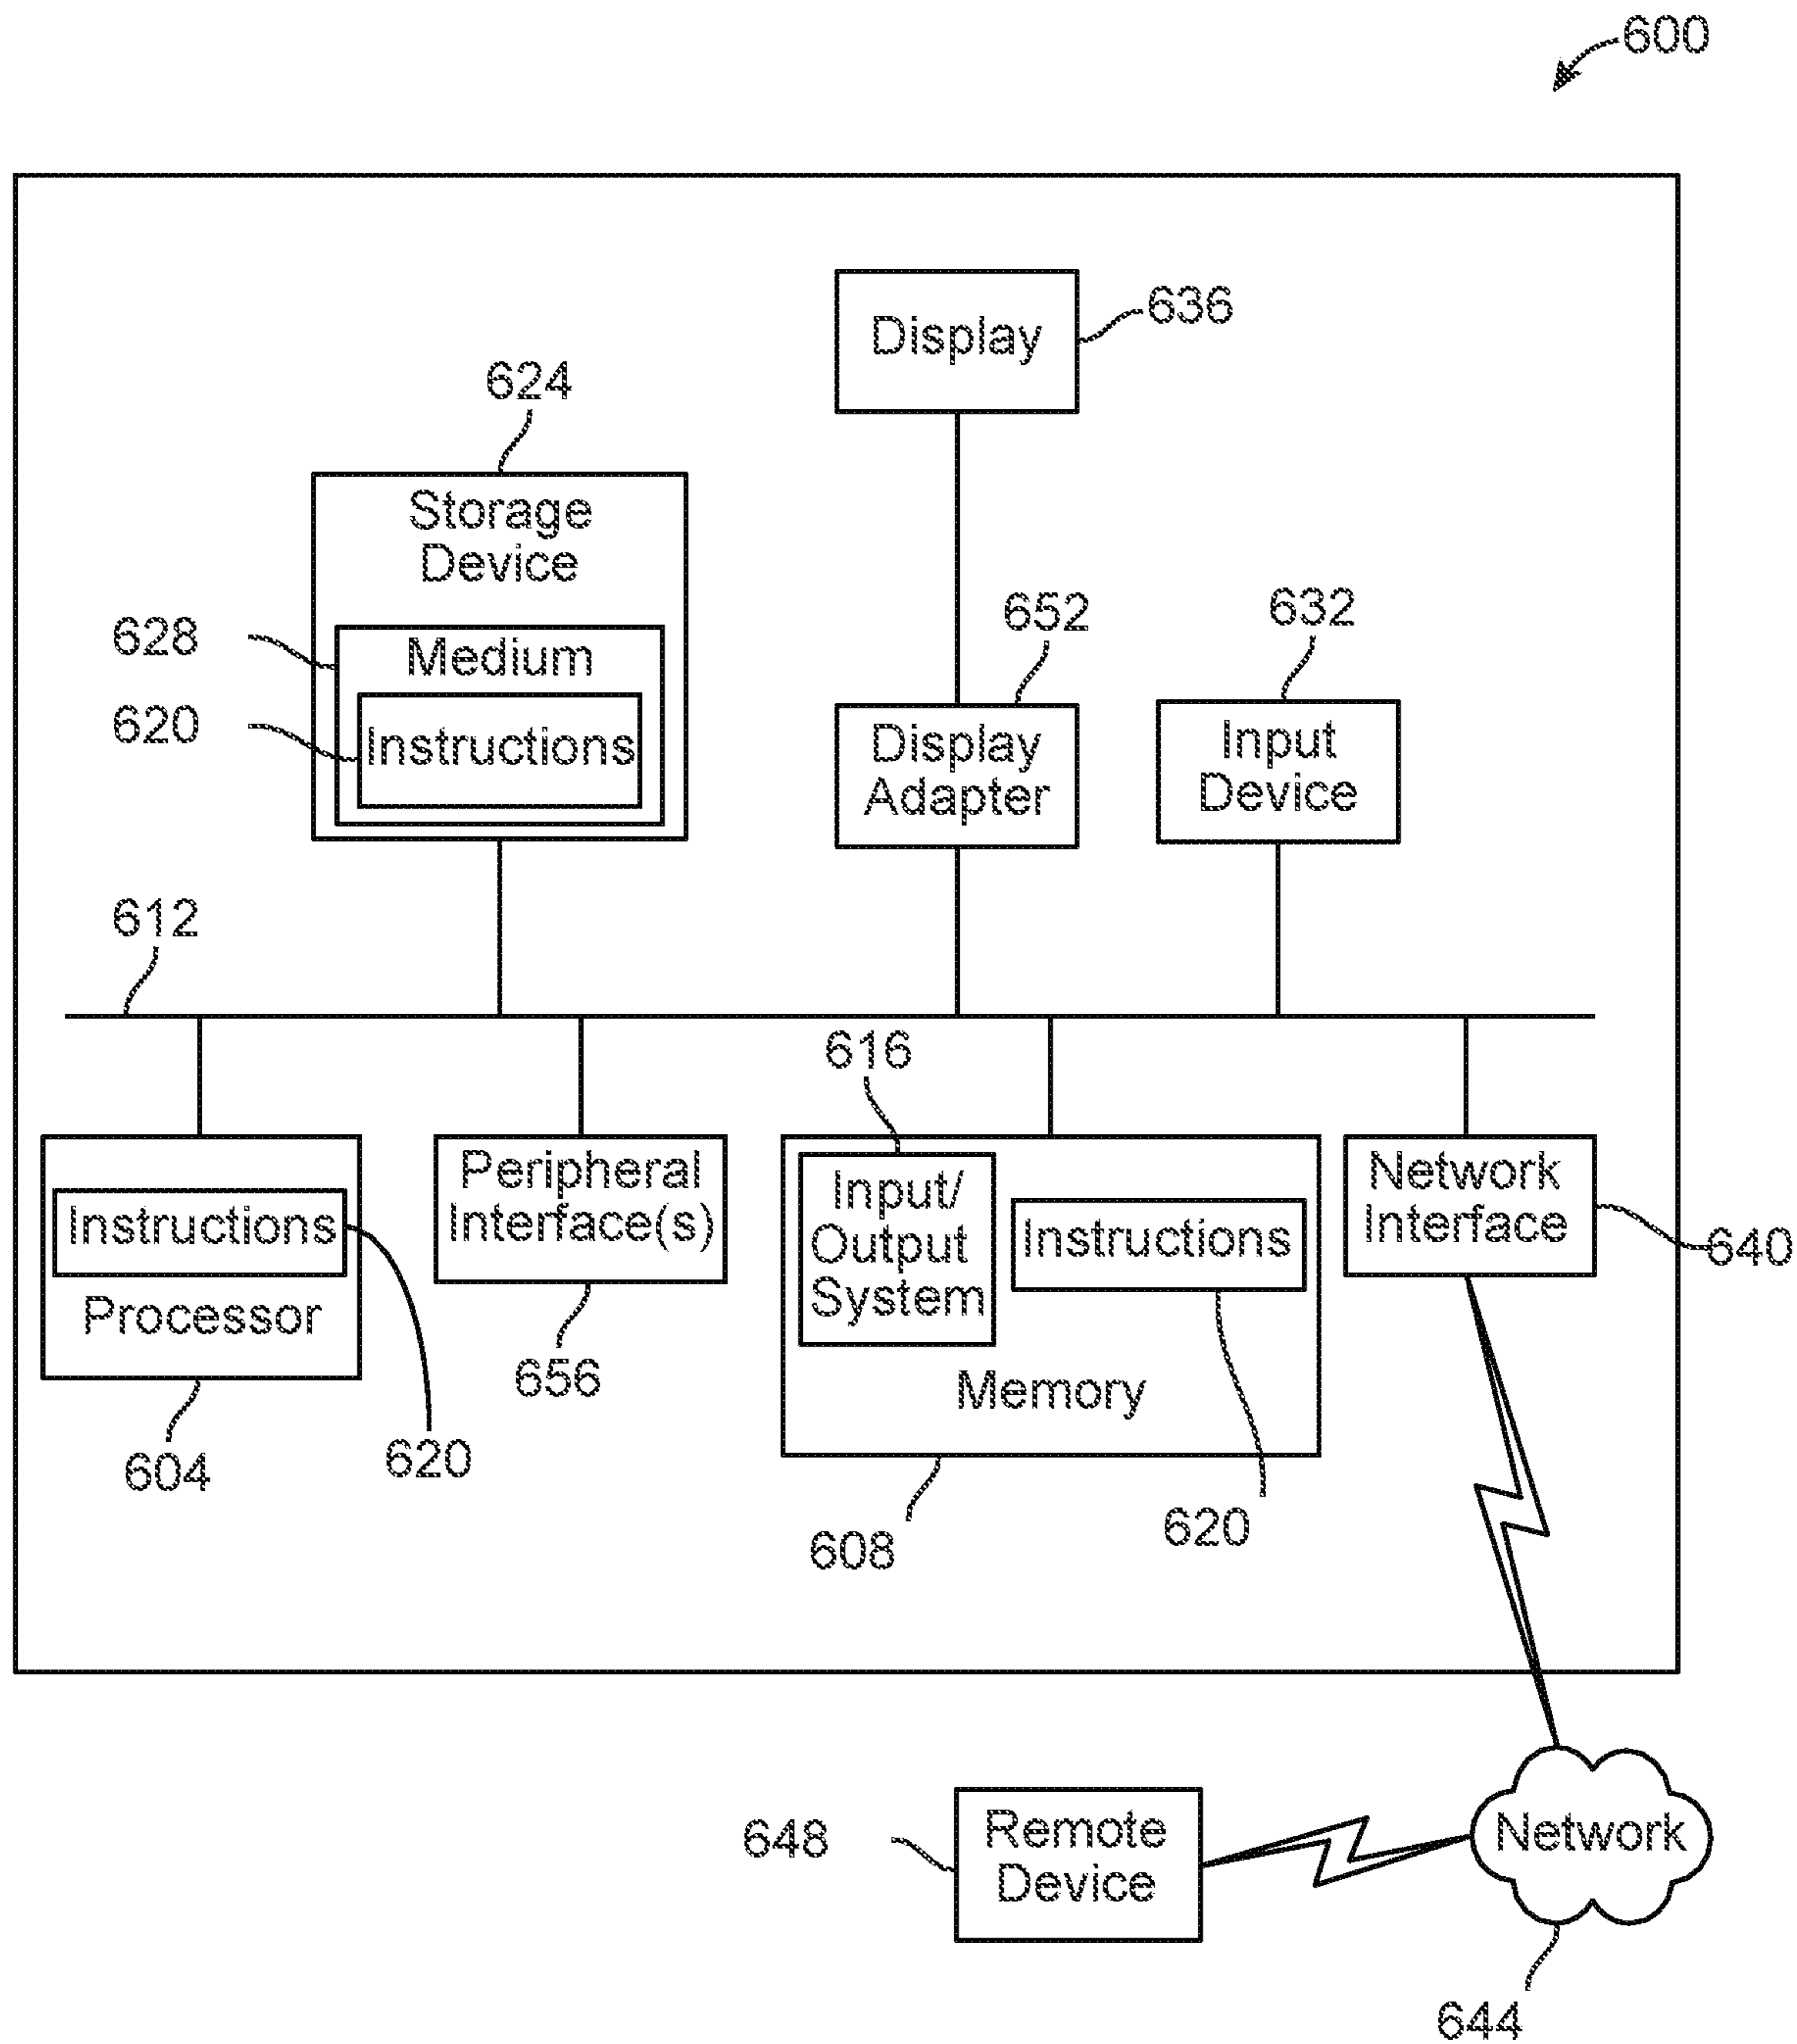 600
Display
636
624
Storage
Device
628
Medium
620
Instructions
652
Display
Adapter
632
Input
Device
612
616
Instructions
Processor
604
620
Peripheral
Interface(s)
656
Input/
Output
System
Instructions
Memory
608
620
Network
Interface
640
648
Remote
Device
Network
644